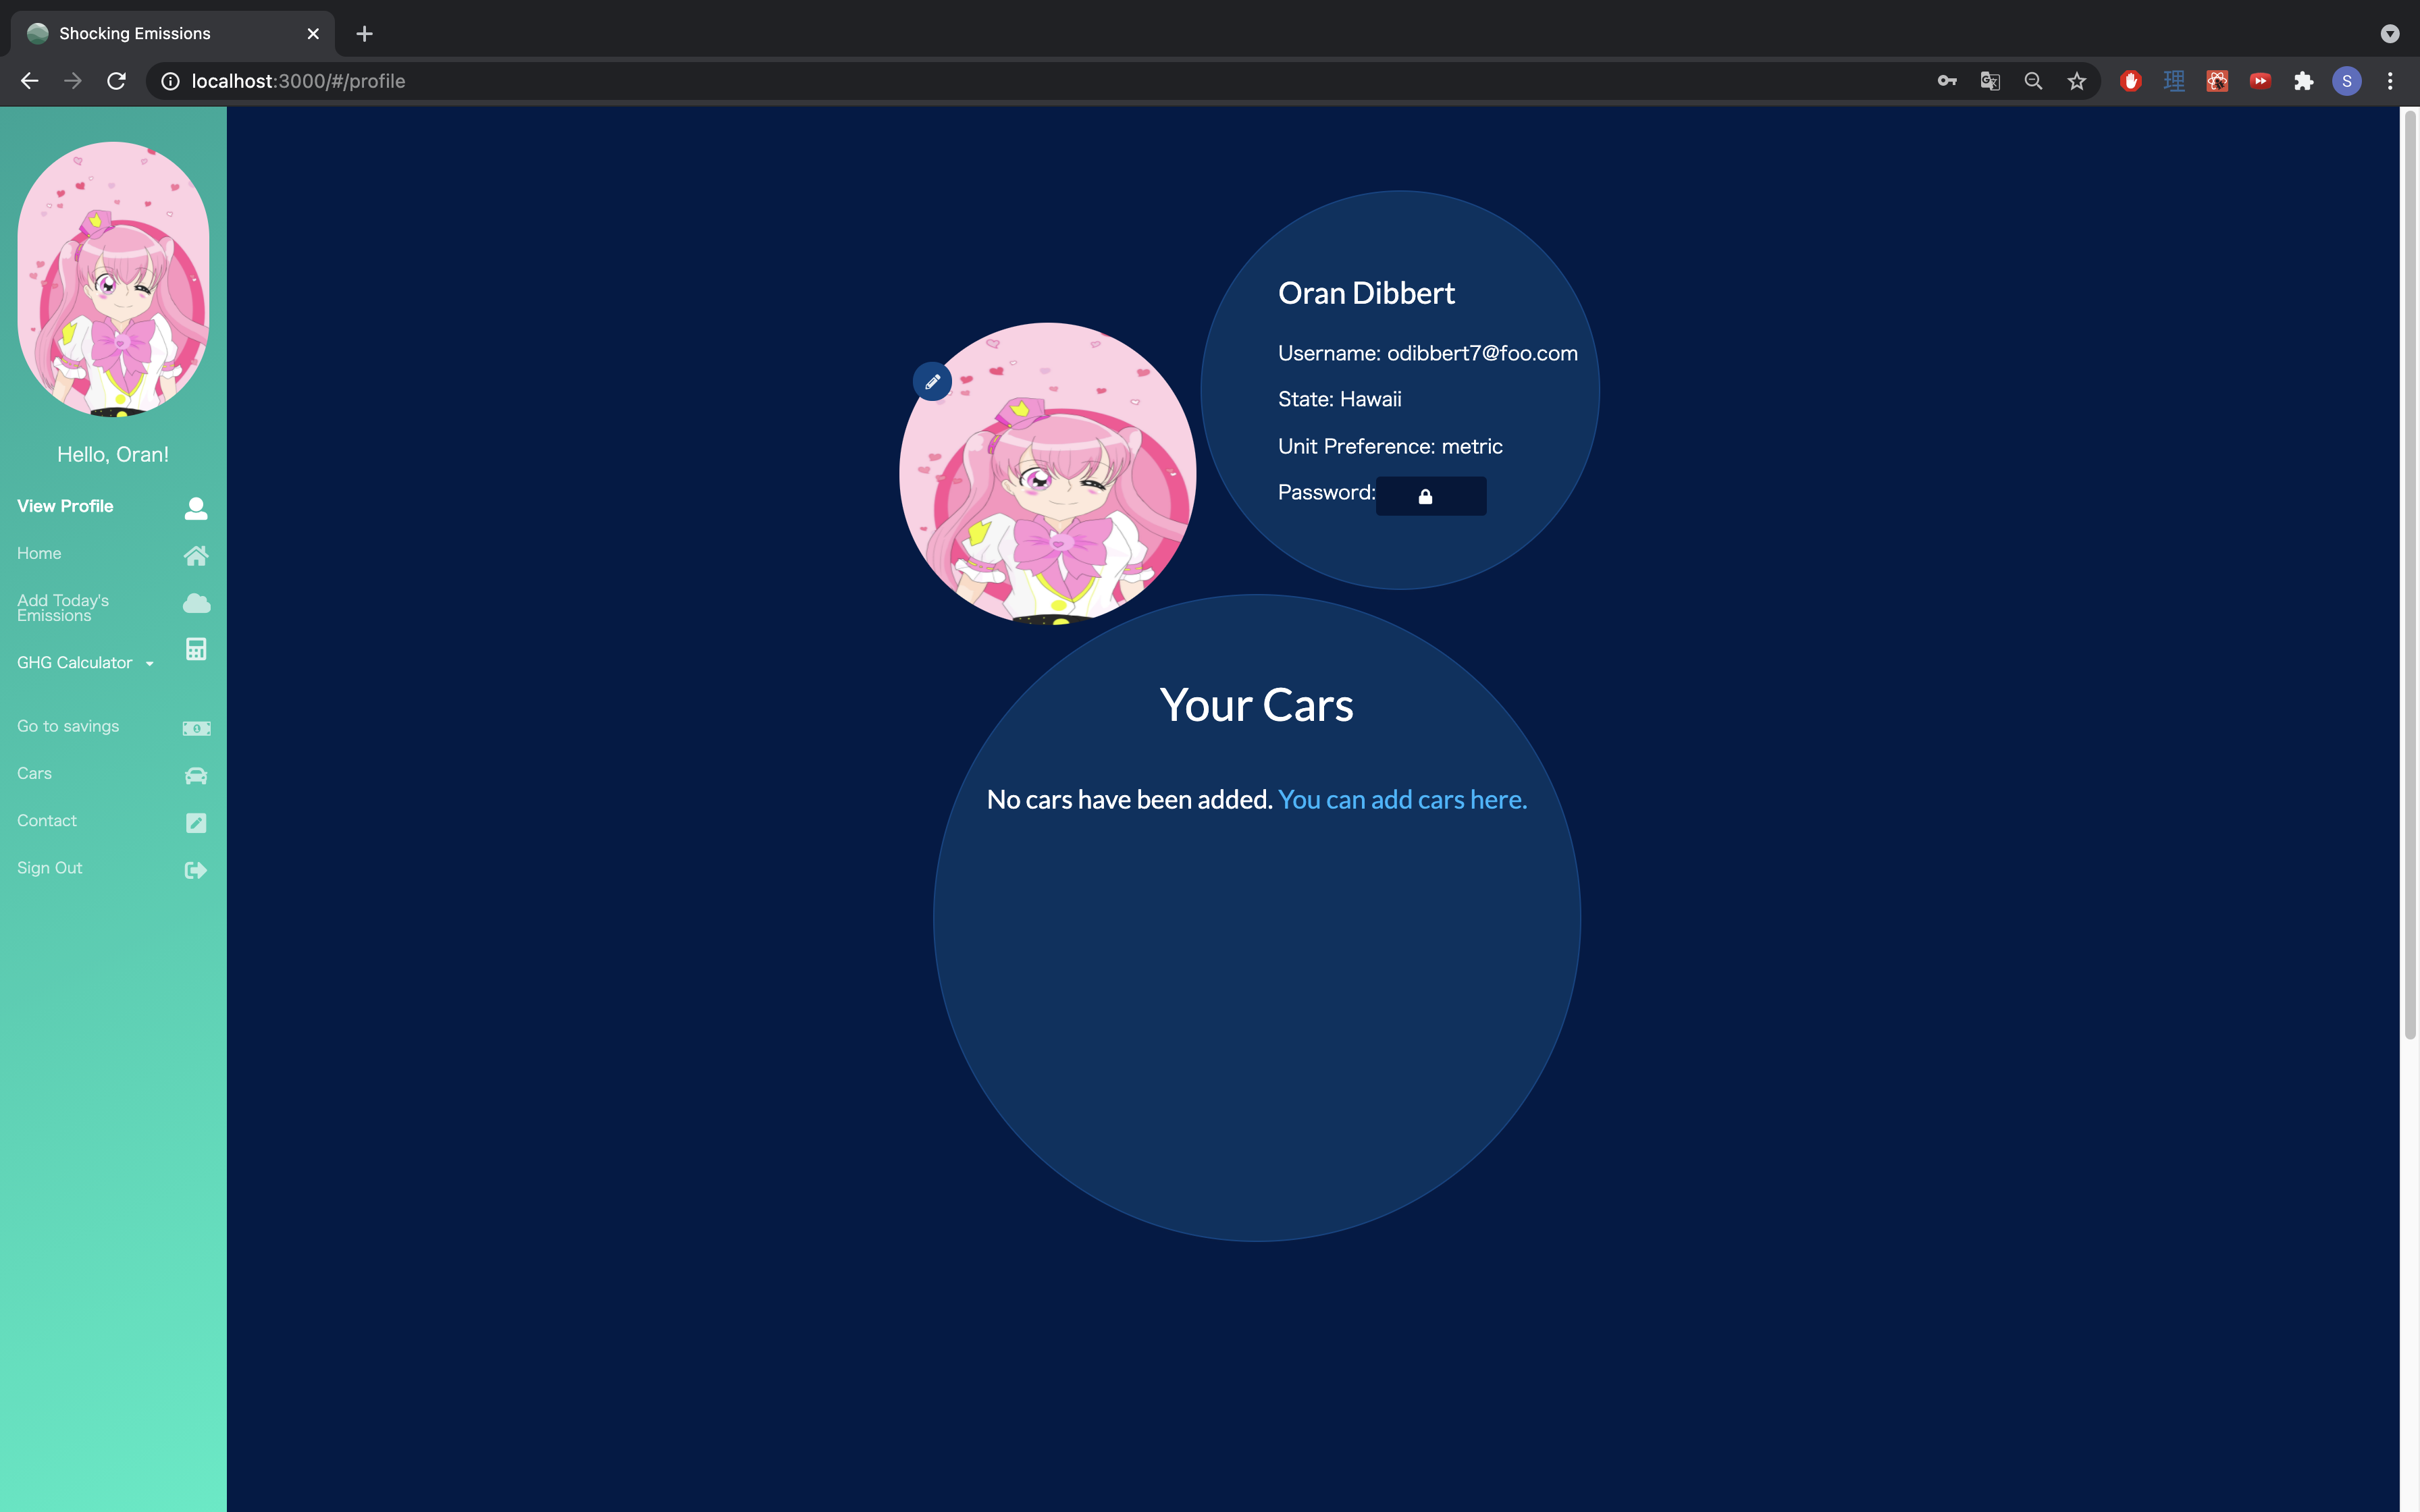 Shocking Emissions
localhost:3000/#/profile
S
Hello, Oran!
View Profile
Home
Add Today's
Emissions
GHG Calculator
Go to savings
Cars
Contact
Sign Out
Oran Dibbert
Username: odibbert7@foo.com
State: Hawaii
Unit Preference: metric
Password:
Your Cars
No cars have been added. You can add cars here.